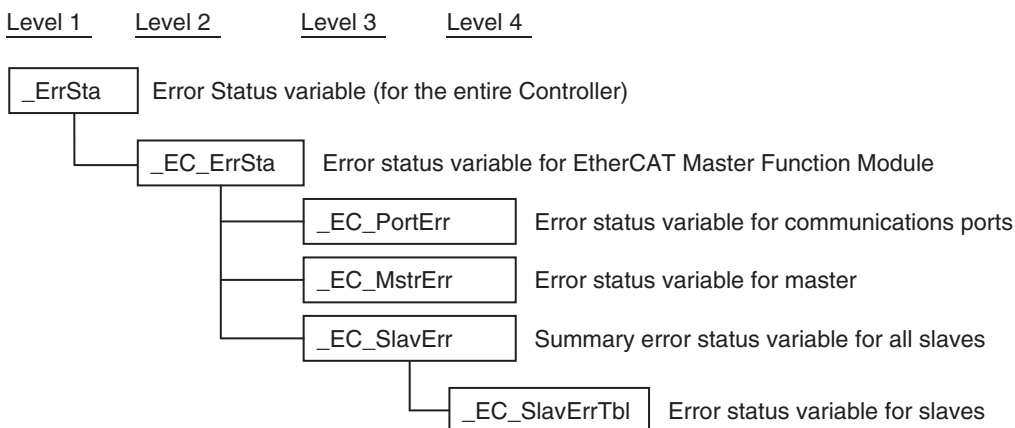 Level 1 Level 2 Level 3 Level 4
_ErrSta Error Status variable (for the entire Controller)
_EC_ErrSta Error status variable for EtherCAT Master Function Module
_EC_PortErr Error status variable for communications ports
_EC_MstrErr Error status variable for master
_EC_SlavErr Summary error status variable for all slaves
_EC_SlavErrTbl Error status variable for slaves